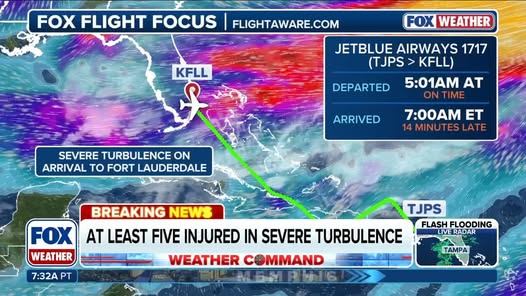 FOX FLIGHT FOCUS | FLIGHTAWARE.COM
FOX WEATHER
JETBLUE AIRWAYS 1717
(TJPS > KFLL)
DEPARTED 5:01AM AT
ON TIME
ARRIVED 7:00AM ET
14 MINUTES LATE
KFLL
SEVERE TURBULENCE ON
ARRIVAL TO FORT LAUDERDALE
TJPS
BREAKING NEWS
AT LEAST FIVE INJURED IN SEVERE TURBULENCE
FLASH FLOODING
LIVE RADAR
TAMPA
FOX
WEATHER
WEATHER COMMAND
7:32A PT
MEMPHIS